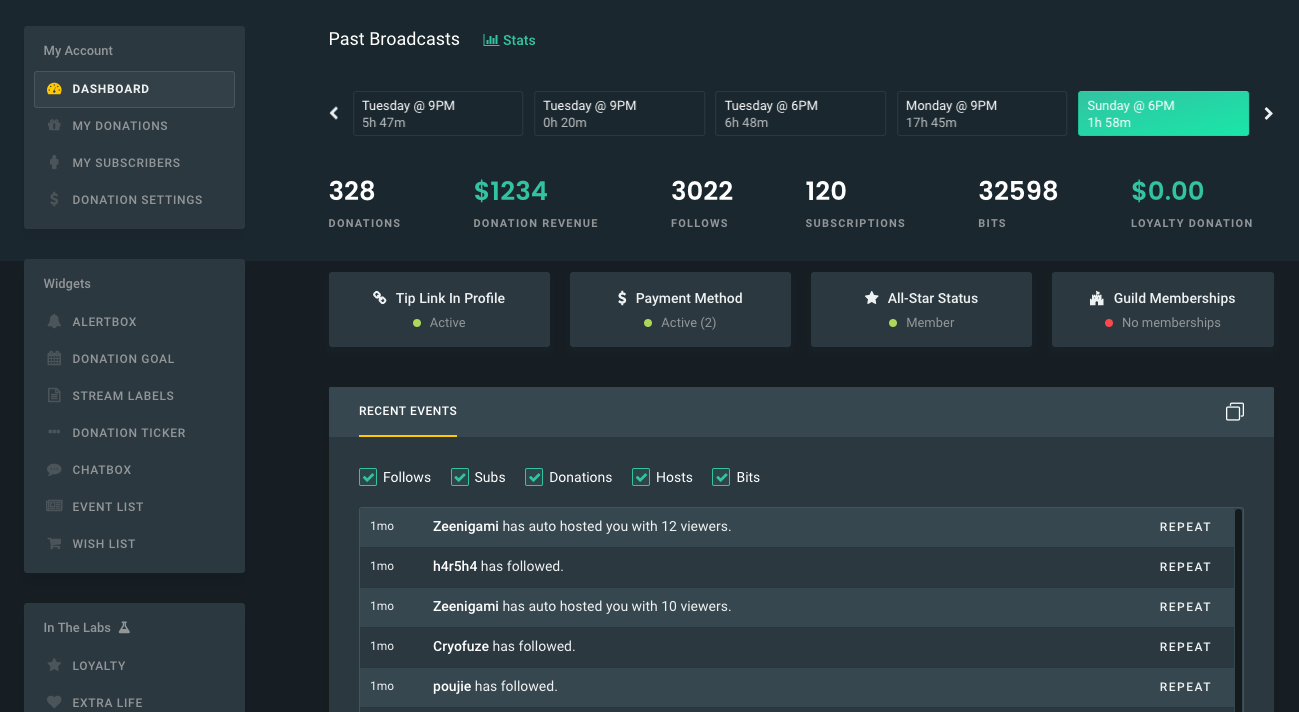 My Account
DASHBOARD
MY DONATIONS
MY SUBSCRIBERS
DONATION SETTINGS
Widgets
ALERTBOX
DONATION GOAL
STREAM LABELS
DONATION TICKER
CHATBOX
EVENT LIST
WISH LIST
In The Labs
LOYALTY
EXTRA LIFE
Past Broadcasts Stats
Tuesday @ 9PM
5h 47m
Tuesday @ 9PM
0h 20m
Tuesday @ 6PM
6h 48m
Monday @ 9PM
17h 45m
Sunday @ 6PM
1h 58m
328
DONATIONS
$1234
DONATION REVENUE
3022
FOLLOWS
120
SUBSCRIPTIONS
32598
BITS
$0.00
LOYALTY DONATION
Tip Link In Profile
Active
Payment Method
Active (2)
All-Star Status
Member
Guild Memberships
No memberships
RECENT EVENTS
Follows Subs Donations Hosts Bits
1mo Zeenigami has auto hosted you with 12 viewers. REPEAT
1mo h4r5h4 has followed. REPEAT
1mo Zeenigami has auto hosted you with 10 viewers. REPEAT
1mo Cryofuze has followed. REPEAT
1mo poujie has followed. REPEAT